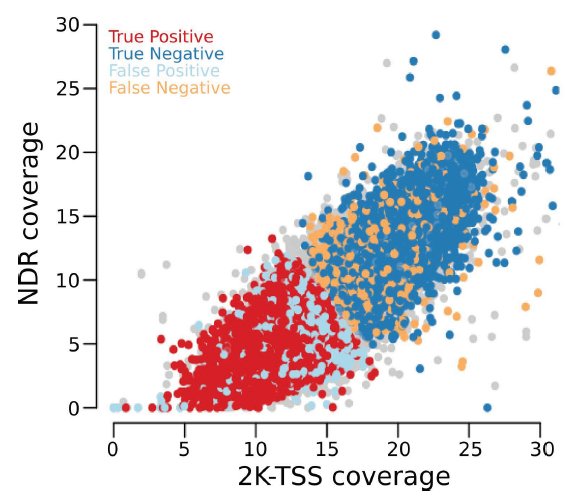 True Positive
True Negative
False Positive
False Negative
NDR coverage
30
25
20
15
10
5
0
0 5 10 15 20 25 30
2K-TSS coverage